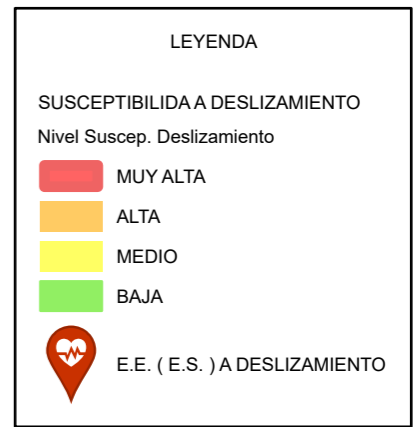 LEYENDA
SUSCEPTIBILIDA A DESLIZAMIENTO
Nivel Suscep. Deslizamiento
MUY ALTA
ALTA
MEDIO
BAJA
E.E. ( E.S. ) A DESLIZAMIENTO